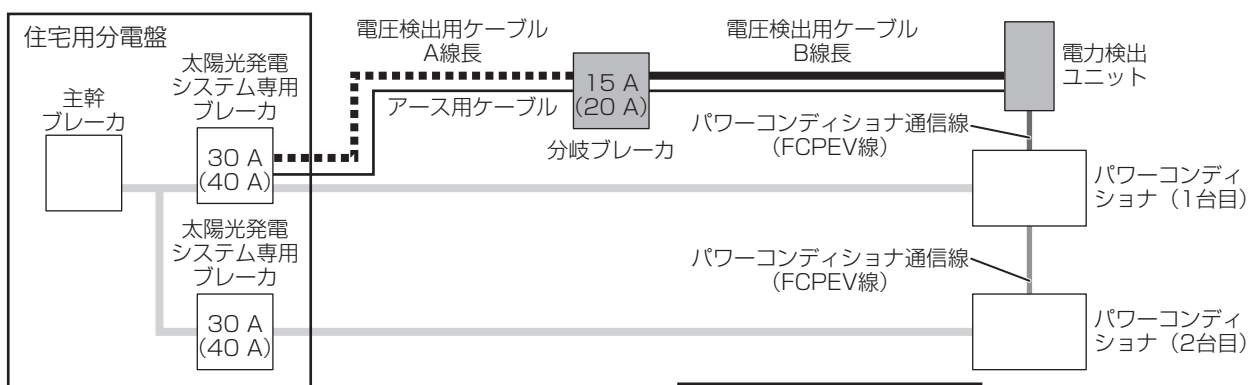 住宅用分電盤
主幹
ブレーカ
太陽光発電
システム専用
ブレーカ
30 A
(40 A)
電圧検出用ケーブル
A線長
アース用ケーブル
15 A
(20 A)
分岐ブレーカ
電圧検出用ケーブル
B線長
電力検出
ユニット
パワーコンディショナ通信線
(FCPEV線)
パワーコンディ
ショナ(1台目)
太陽光発電
システム専用
ブレーカ
30 A
(40 A)
パワーコンディショナ通信線
(FCPEV線)
パワーコンディ
ショナ(2台目)